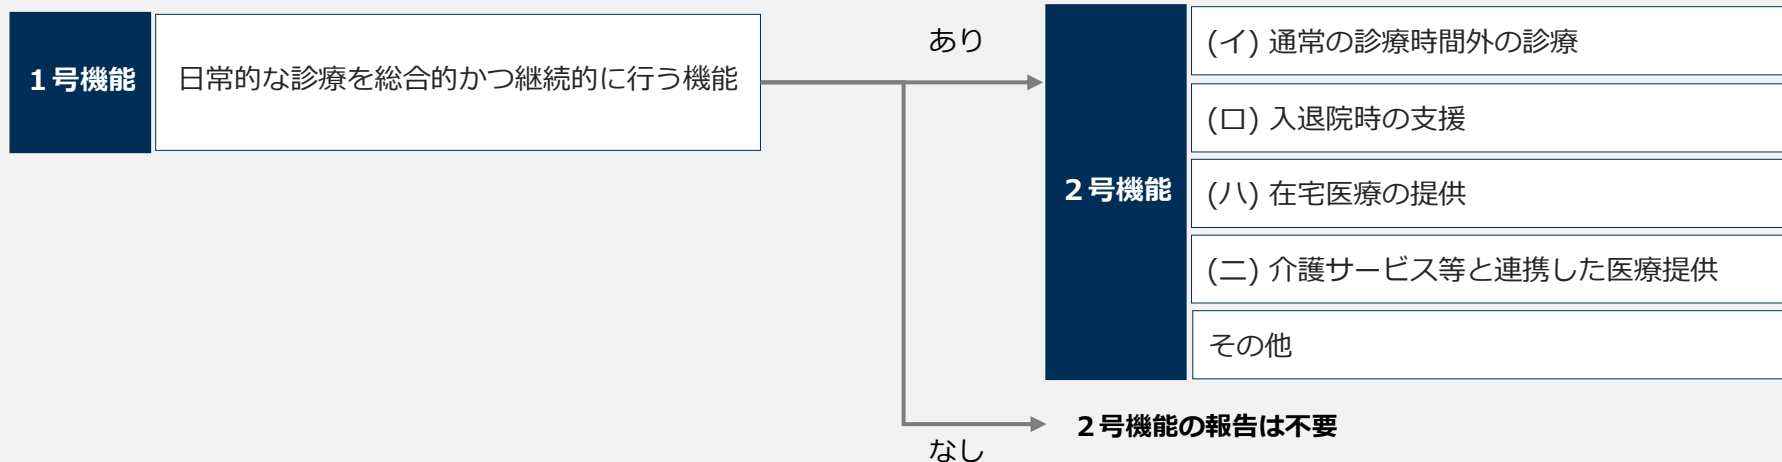 １号機能
日常的な診療を総合的かつ継続的に行う機能
あり
２号機能
(イ) 通常の診療時間外の診療
(ロ) 入退院時の支援
(ハ) 在宅医療の提供
(ニ) 介護サービス等と連携した医療提供
その他
なし
２号機能の報告は不要